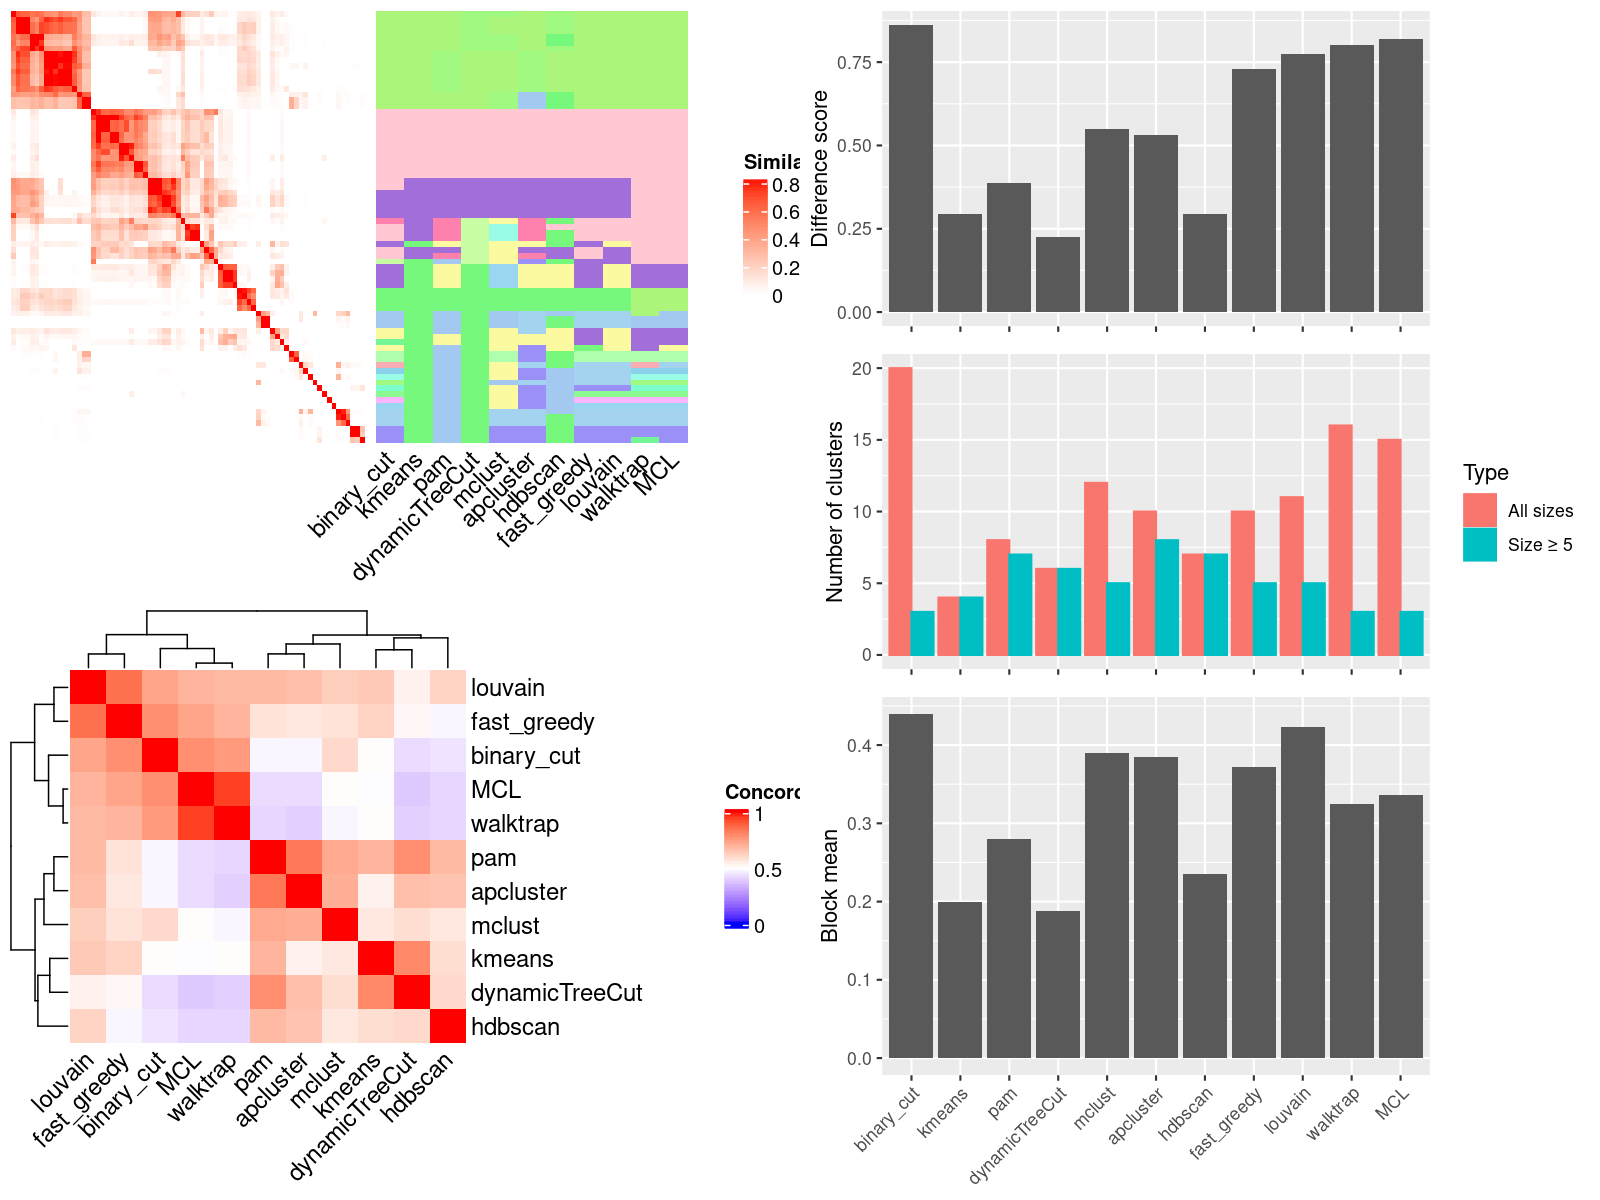 Simila
0.8
0.6
0.4
0.2
0
binary_cut
kmeans
pam
dynamicTreeCut
mclust
apcluster
hdbscan
fast_greedy
louvain
walktrap
MCL
Difference score
0.75
0.50
0.25
0.00
Number of clusters
20
15
10
5
0
Type
All sizes
Size ≥ 5
louvain
fast_greedy
binary_cut
MCL
walktrap
pam
apcluster
mclust
kmeans
dynamicTreeCut
hdbscan
louvain
fast_greedy
binary_cut
MCL
walktrap
pam
apcluster
mclust
kmeans
dynamicTreeCut
hdbscan
Concord
1
0.5
0
Block mean
0.4
0.3
0.2
0.1
0.0
binary_cut
kmeans
pam
dynamicTreeCut
mclust
apcluster
hdbscan
fast_greedy
louvain
walktrap
MCL